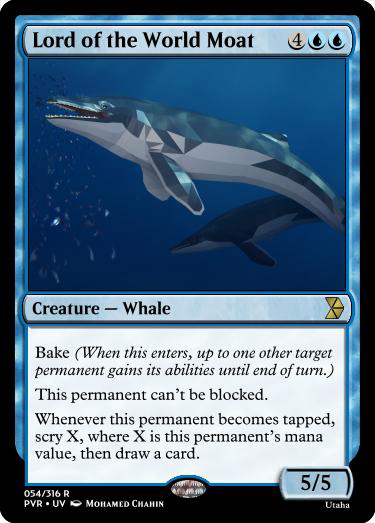 Lord of the World Moat 4
Creature — Whale
Bake (When this enters, up to one other target
permanent gains its abilities until end of turn.)
This permanent can't be blocked.
Whenever this permanent becomes tapped,
scry X, where X is this permanent's mana
value, then draw a card.
5/5
054/316 R
PVR • UV Mohamed Chahin
Utaha